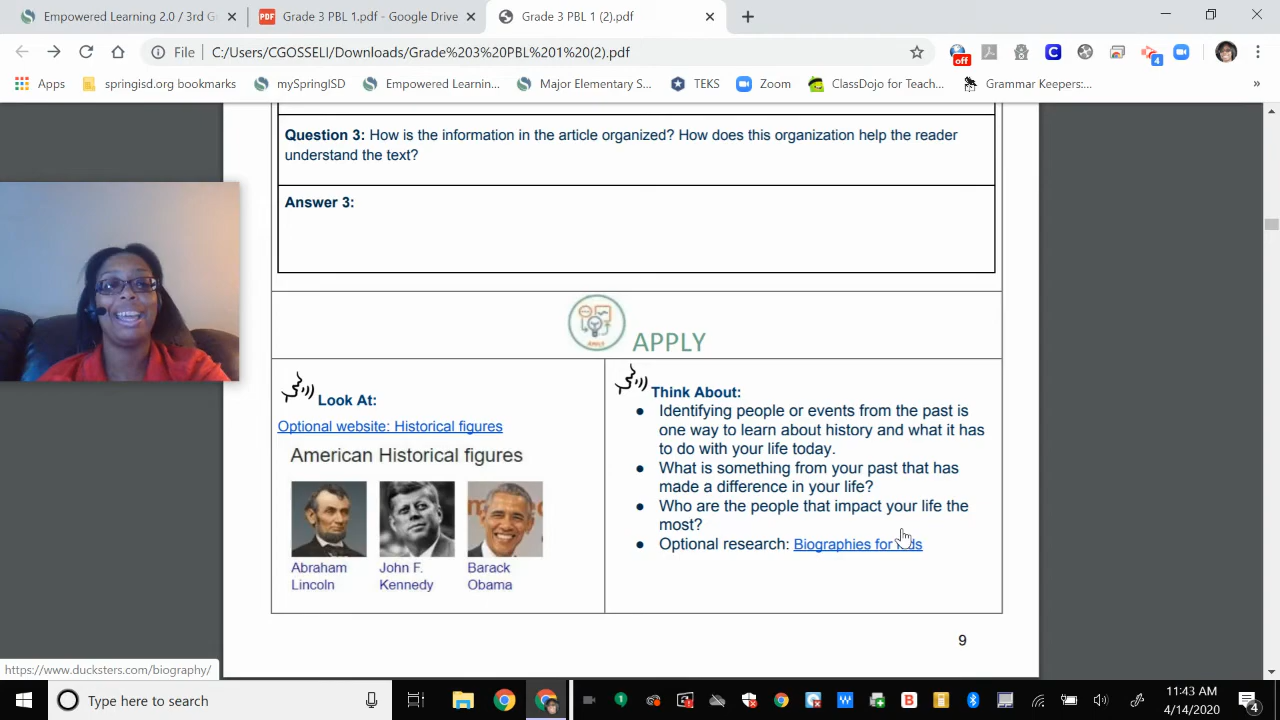 Empowered Learning 2.0 / 3rd G
Grade 3 PBL 1.pdf - Google Drive
Grade 3 PBL 1 (2).pdf
File
C:/Users/CGOSSELI/Downloads/Grade%203%20PBL%201%20(2).pdf
off
4
Apps
springisd.org bookmarks
mySpringISD
Empowered Learnin...
Major Elementary S...
TEKS
Zoom
ClassDojo for Teach...
Grammar Keepers:...
»
Question 3: How is the information in the article organized? How does this organization help the reader
understand the text?
Answer 3:
APPLY
Look At:
Optional website: Historical figures
American Historical figures
Abraham
Lincoln
John F.
Kennedy
Barack
Obama
Think About:
Identifying people or events from the past is
one way to learn about history and what it has
to do with your life today.
What is something from your past that has
made a difference in your life?
Who are the people that impact your life the
most?
Optional research: Biographies for
9
https://www.ducksters.com/biography/
Type here to search
11:43 AM
4/14/2020
4